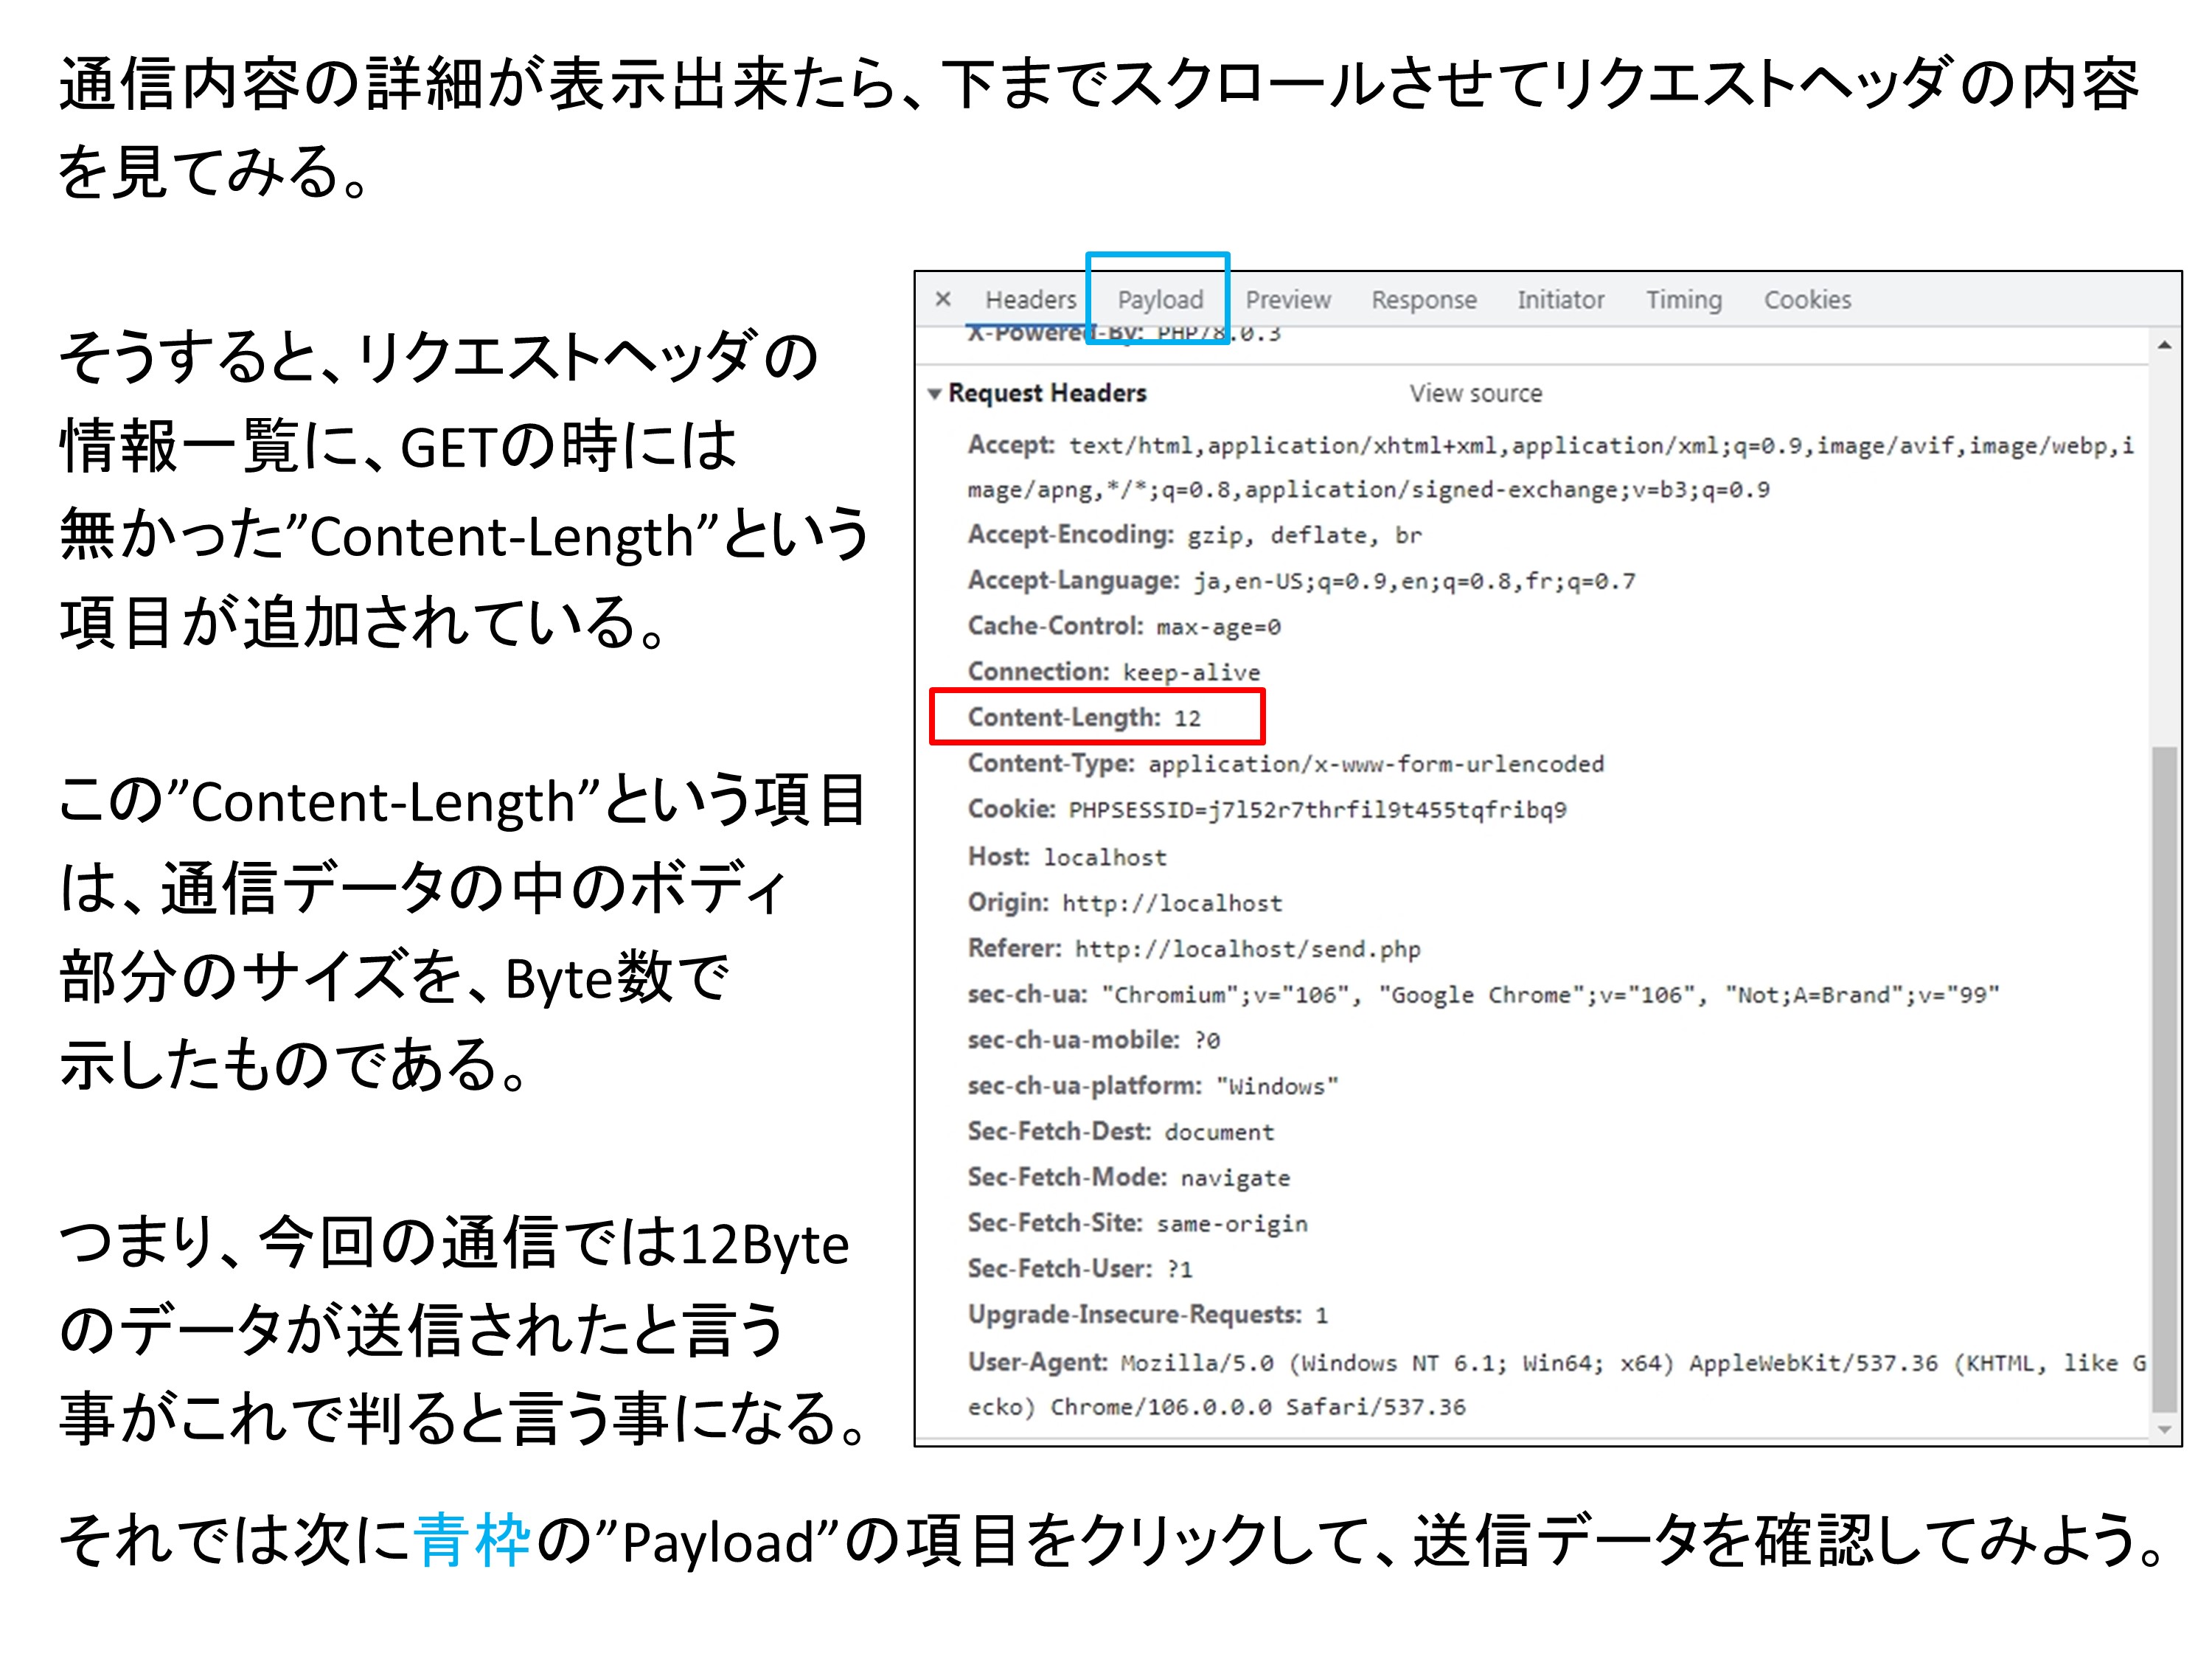 通信内容の詳細が表示出来たら、下までスクロールさせてリクエストヘッダの内容
を見てみる。
そうすると、リクエストヘッダの
情報一覧に、GETの時には
無かった”Content-Length”という
項目が追加されている。
この”Content-Length”という項目
は、通信データの中のボディ
部分のサイズを、Byte数で
示したものである。
つまり、今回の通信では12Byte
のデータが送信されたと言う
事がこれで判ると言う事になる。
× Headers Payload Preview Response Initiator Timing Cookies
X-Powered-By: PHP/8.0.3
▼ Request Headers View source
Accept: text/html,application/xhtml+xml,application/xml;q=0.9,image/avif,image/webp,i
mage/apng,*/*;q=0.8,application/signed-exchange;v=b3;q=0.9
Accept-Encoding: gzip, deflate, br
Accept-Language: ja,en-US;q=0.9,en;q=0.8,fr;q=0.7
Cache-Control: max-age=0
Connection: keep-alive
Content-Length: 12
Content-Type: application/x-www-form-urlencoded
Cookie: PHPSESSID=j7l52r7thrfil9t455tqfribq9
Host: localhost
Origin: http://localhost
Referer: http://localhost/send.php
sec-ch-ua: "Chromium";v="106", "Google Chrome";v="106", "Not;A=Brand";v="99"
sec-ch-ua-mobile: ?0
sec-ch-ua-platform: "Windows"
Sec-Fetch-Dest: document
Sec-Fetch-Mode: navigate
Sec-Fetch-Site: same-origin
Sec-Fetch-User: ?1
Upgrade-Insecure-Requests: 1
User-Agent: Mozilla/5.0 (Windows NT 6.1; Win64; x64) AppleWebKit/537.36 (KHTML, like G
ecko) Chrome/106.0.0.0 Safari/537.36
それでは次に青枠の”Payload”の項目をクリックして、送信データを確認してみよう。